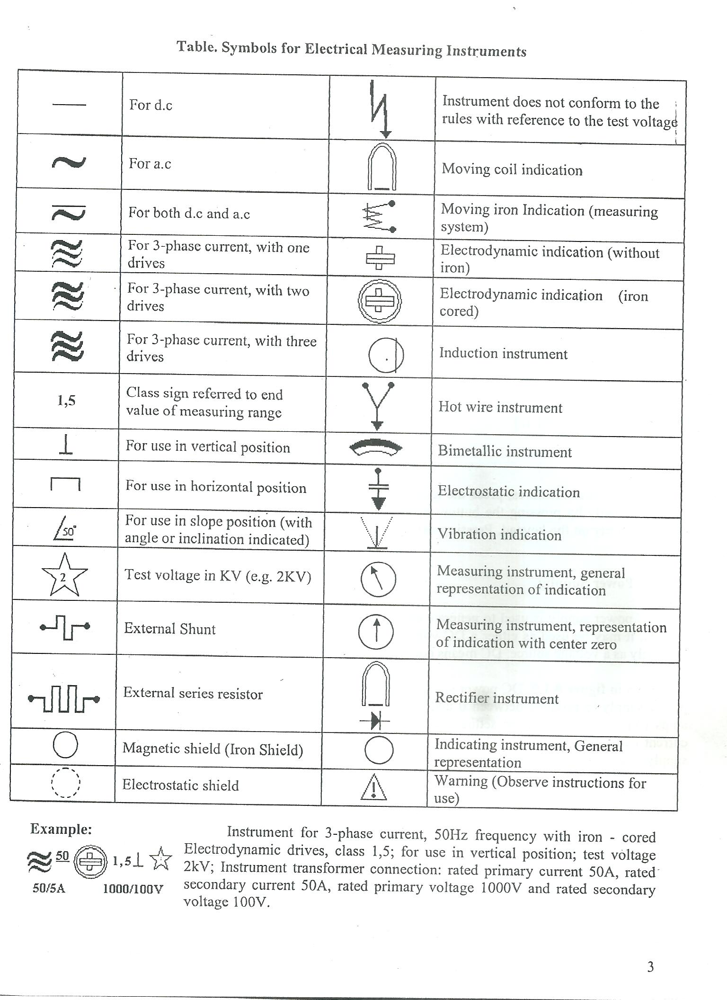 Table. Symbols for Electrical Measuring Instruments
For d.c
Instrument does not conform to the
rules with reference to the test voltage
For a.c
Moving coil indication
For both d.c and a.c
Moving iron Indication (measuring
system)
For 3-phase current, with one
drives
Electrodynamic indication (without
iron)
For 3-phase current, with two
drives
Electrodynamic indication (iron
cored)
For 3-phase current, with three
drives
Induction instrument
1,5
Class sign referred to end
value of measuring range
Hot wire instrument
For use in vertical position
Bimetallic instrument
For use in horizontal position
Electrostatic indication
50°
For use in slope position (with
angle or inclination indicated)
Vibration indication
2
Test voltage in KV (e.g. 2KV)
Measuring instrument, general
representation of indication
External Shunt
Measuring instrument, representation
of indication with center zero
External series resistor
Rectifier instrument
Magnetic shield (Iron Shield)
Indicating instrument, General
representation
Electrostatic shield
Warning (Observe instructions for
use)
Example:
50
1,5
50/5A 1000/100V
Instrument for 3-phase current, 50Hz frequency with iron - cored
Electrodynamic drives, class 1,5; for use in vertical position; test voltage
2kV; Instrument transformer connection: rated primary current 50A, rated
secondary current 50A, rated primary voltage 1000V and rated secondary
voltage 100V.
3